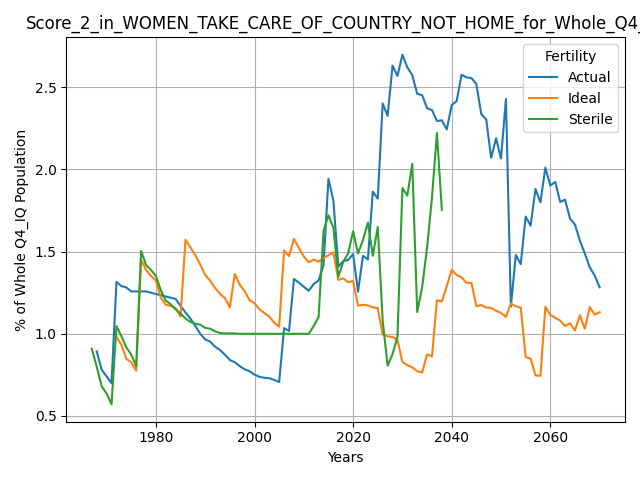 Score_2_in_WOMEN_TAKE_CARE_OF_COUNTRY_NOT_HOME_for_Whole_Q4_
Fertility
Actual
Ideal
Sterile
% of Whole Q4_IQ Population
2.5
2.0
1.5
1.0
0.5
1980
2000
2020
2040
2060
Years